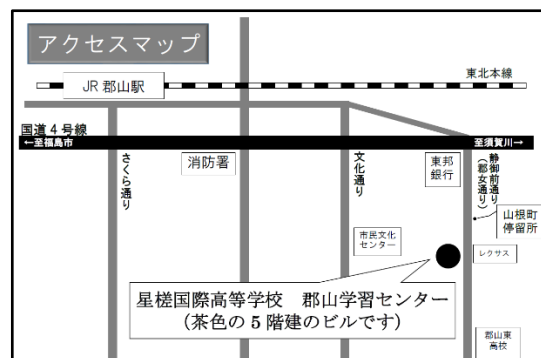 アクセスマップ
東北本線
JR 郡山駅
国道4号線
←至福島市
至須賀川→
さくら通り
消防署
文化通り
東邦
銀行
静御前通り
(郡女通り)
山根町
停留所
市民文化
センター
レクサス
星槎国際高等学校 郡山学習センター
(茶色の5階建のビルです)
郡山東
高校